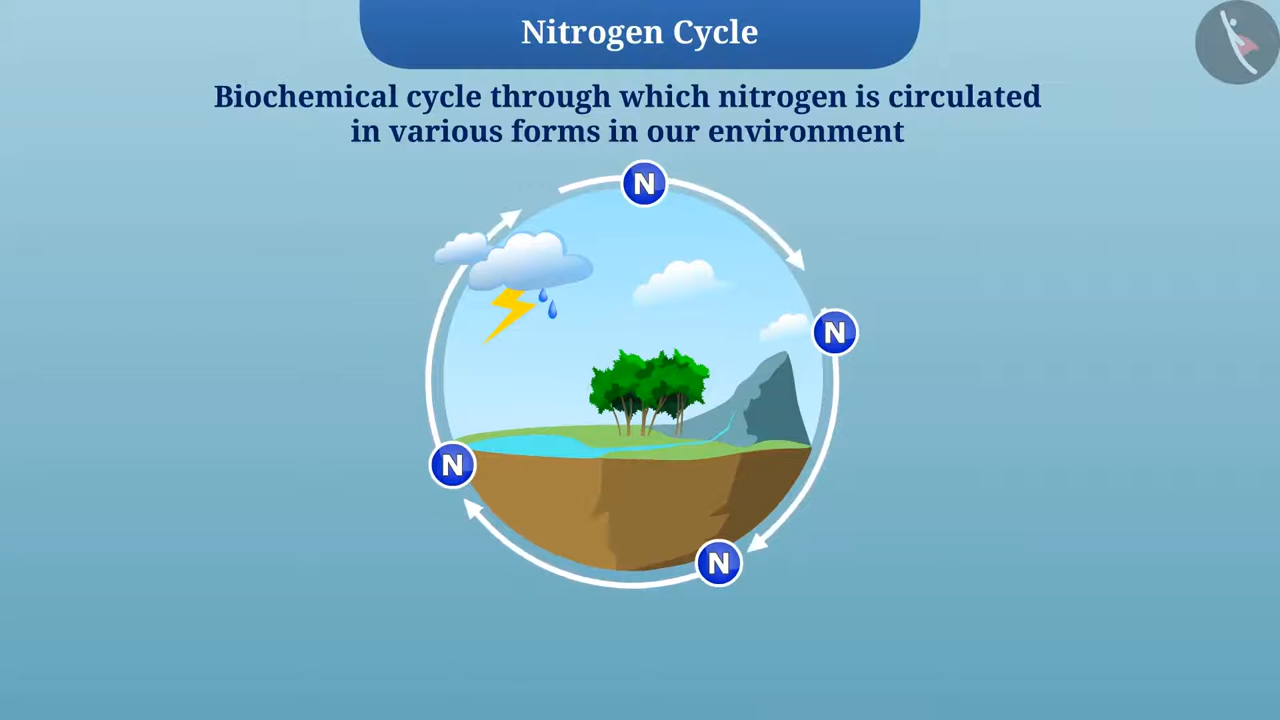 Nitrogen Cycle
Biochemical cycle through which nitrogen is circulated
in various forms in our environment
N
N
N
N